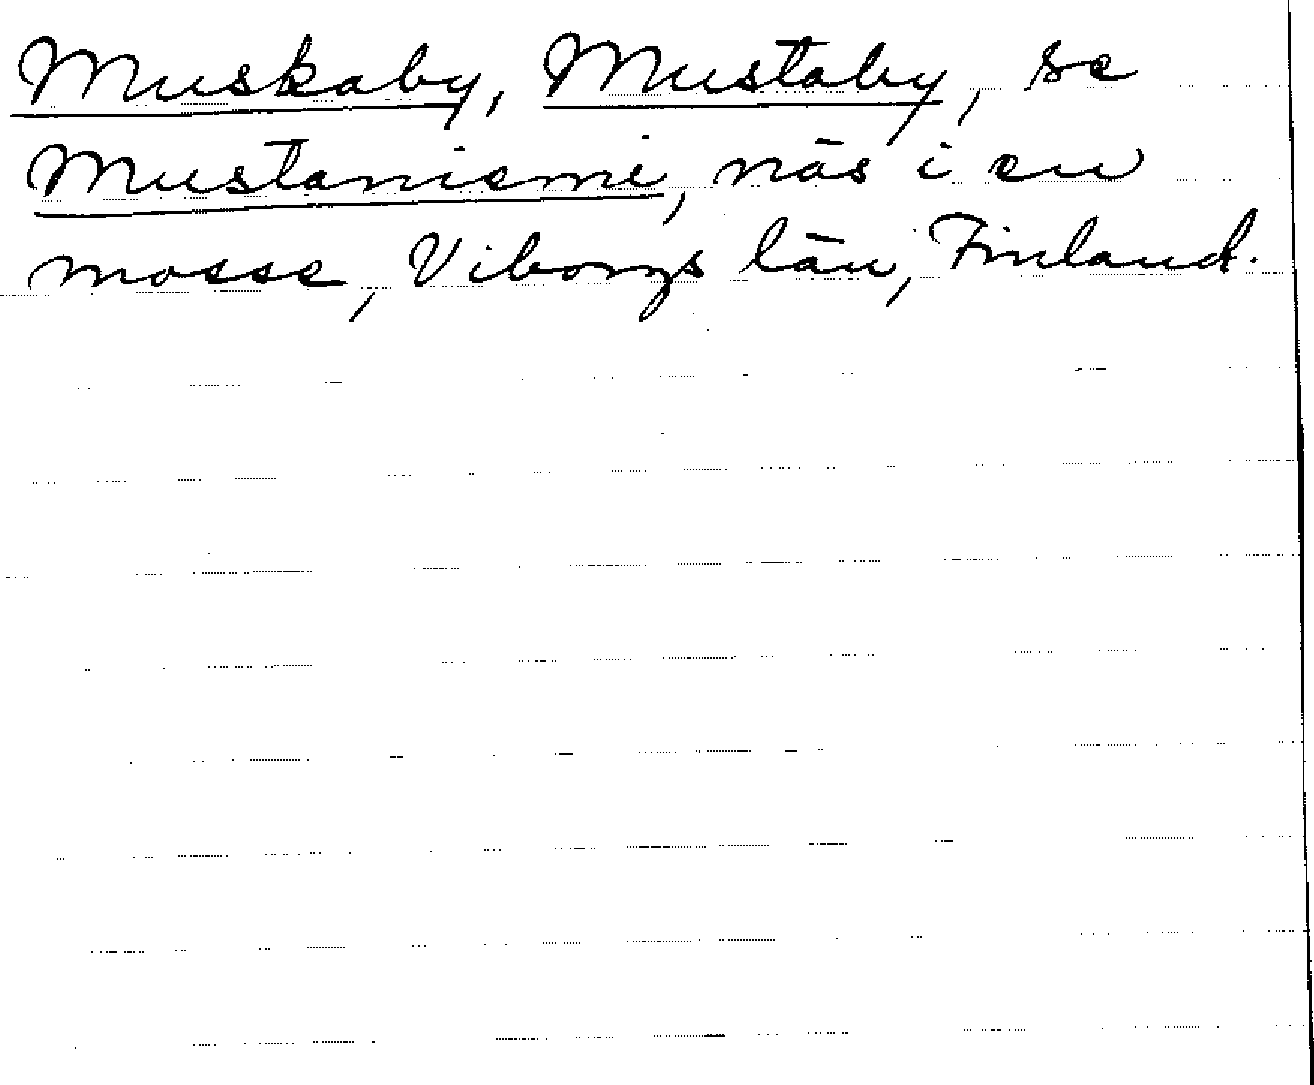 Muskaby, Mustaby, se
Mustaniemi, näs i en
mosse, Viborgs län, Finland.